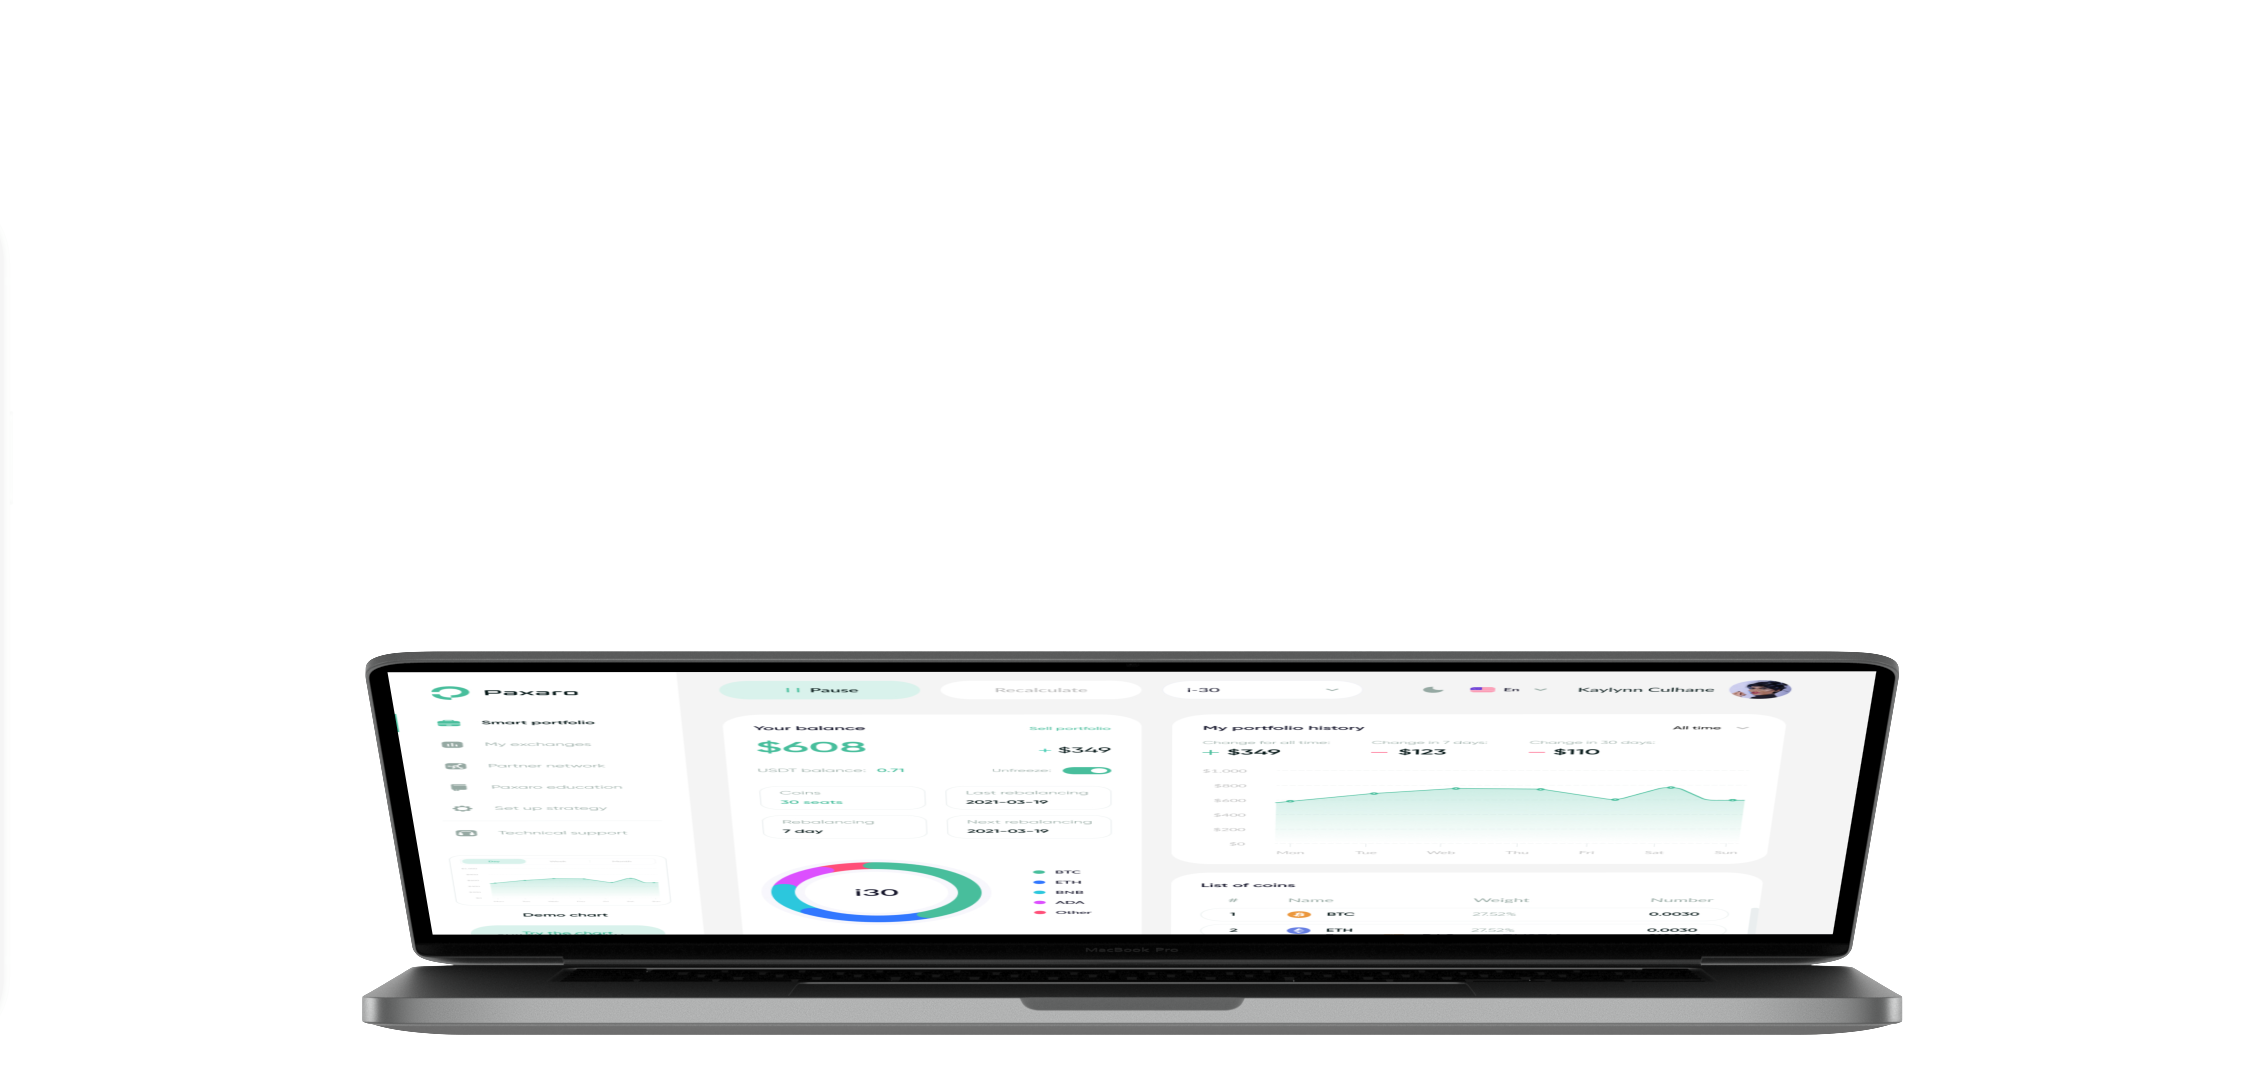 Paxaro
Pause
Recalculate
i-30
En
Kaylynn Culhane
Smart portfolio
My exchanges
Partner network
Paxaro education
Set up strategy
Technical support
Demo chart
Try the chart
Your balance
Sell portfolio
$608
+ $349
USDT balance: 0.71
Unfreeze:
Coins
30 seats
Last rebalancing
2021-03-19
Rebalancing
7 day
Next rebalancing
2021-03-19
i30
BTC
ETH
BNB
ADA
Other
My portfolio history
All time
Change for all time:
+ $349
Change in 7 days:
— $123
Change in 30 days:
— $110
$1,000
$800
$600
$400
$200
$0
Mon Tue Web Thu Fri Sat Sun
List of coins
# Name Weight Number
1 BTC 27.52% 0.0030
2 ETH 27.52% 0.0030
MacBook Pro